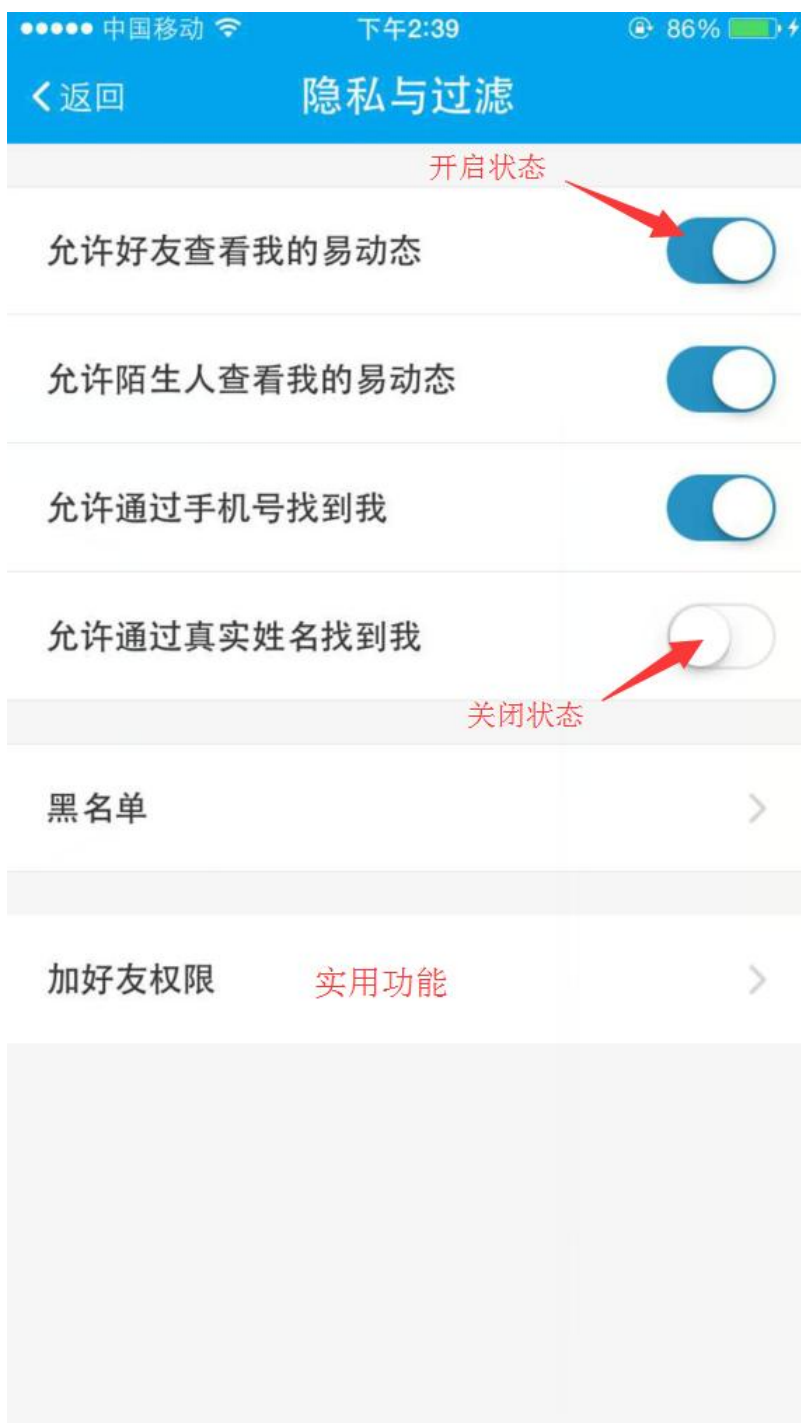 中国移动 下午2:39 86%
返回 隐私与过滤
开启状态
允许好友查看我的易动态
允许陌生人查看我的易动态
允许通过手机号找到我
允许通过真实姓名找到我
关闭状态
黑名单
加好友权限 实用功能